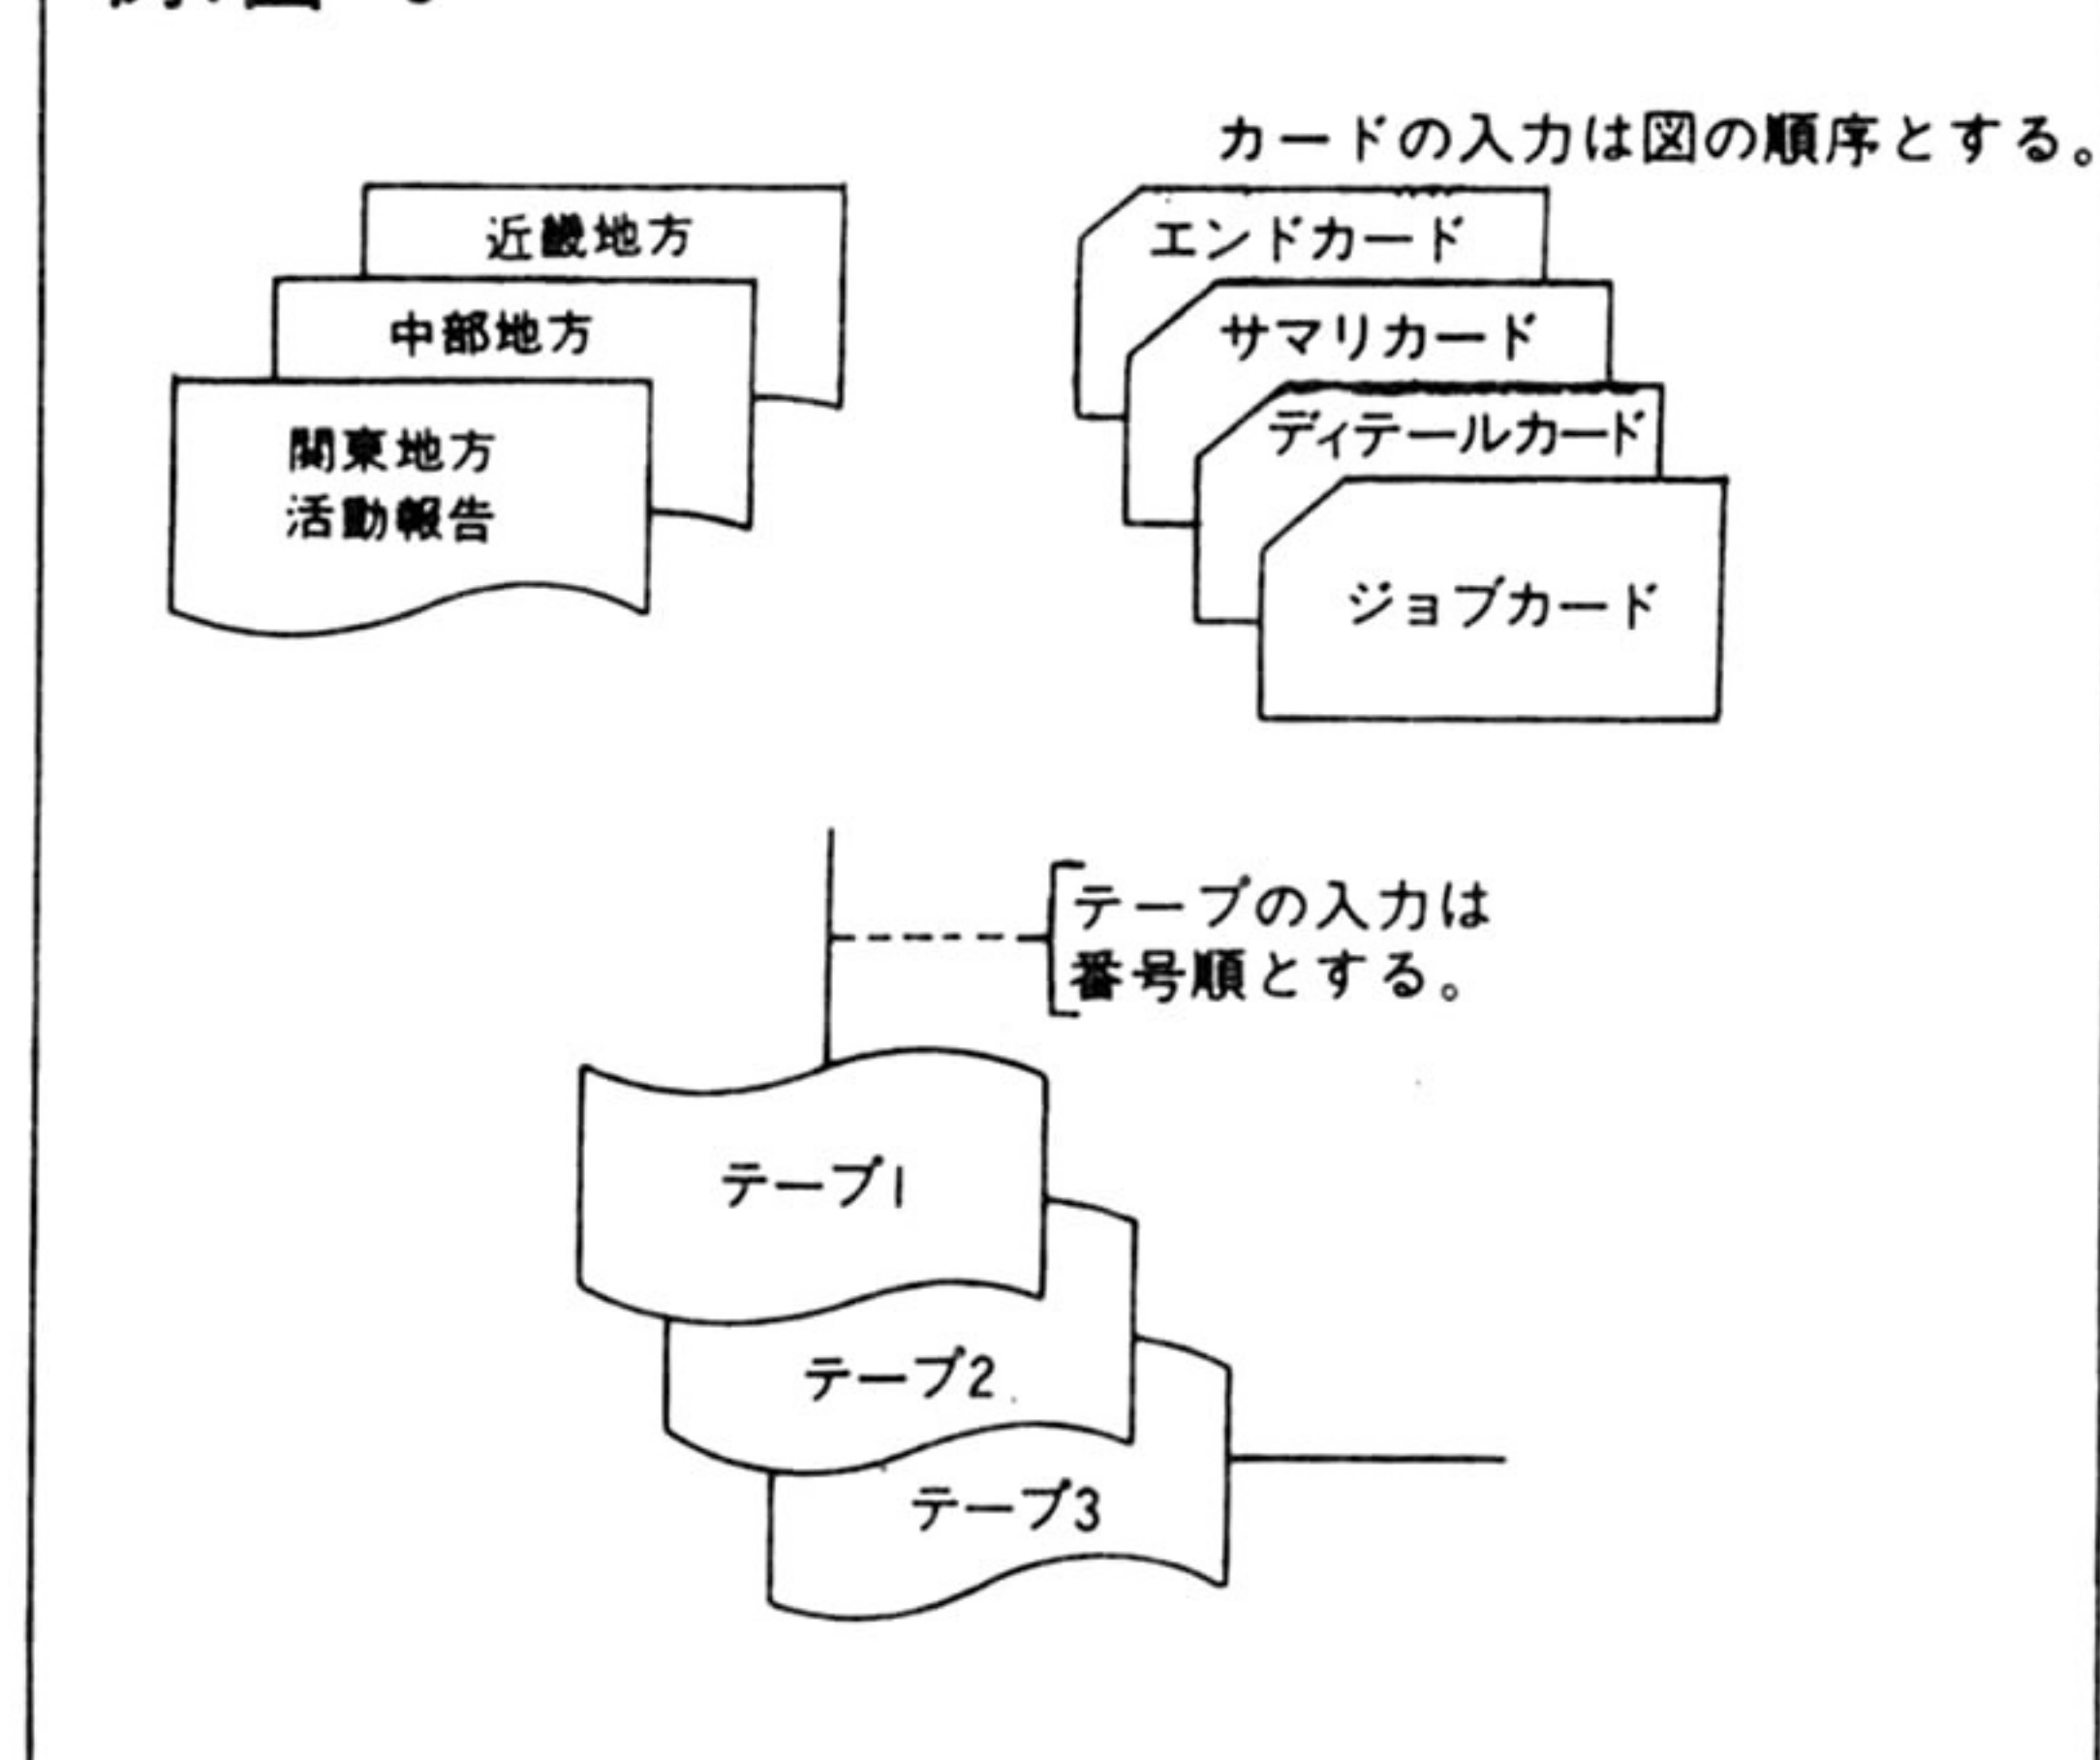 カードの入力は図の順序とする。
近畿地方
中部地方
関東地方
活動報告
エンドカード
サマリカード
ディテールカード
ジョブカード
テープの入力は
番号順とする。
テープ1
テープ2
テープ3